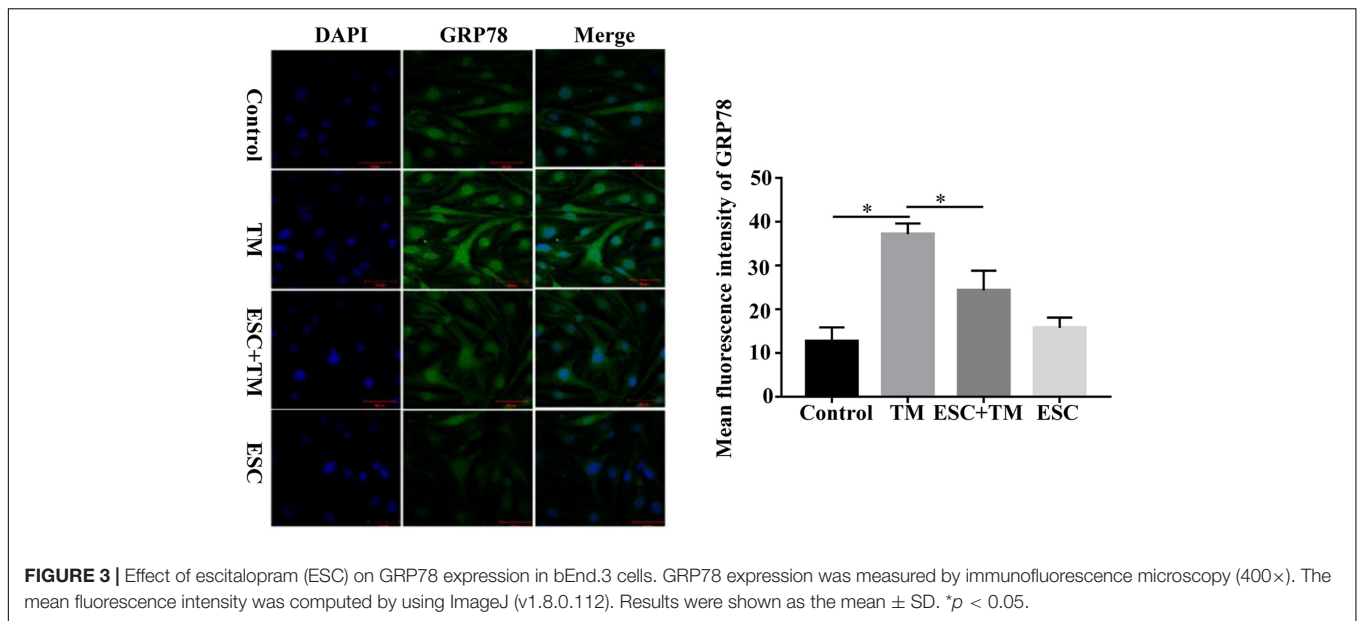 DAPI GRP78 Merge
Control
TM
ESC+TM
ESC
Mean fluorescence intensity of GRP78
50
40
30
20
10
0
* *
Control TM ESC+TM ESC
FIGURE 3 | Effect of escitalopram (ESC) on GRP78 expression in bEnd.3 cells. GRP78 expression was measured by immunofluorescence microscopy (400×). The
mean fluorescence intensity was computed by using ImageJ (v1.8.0.112). Results were shown as the mean ± SD. *p < 0.05.